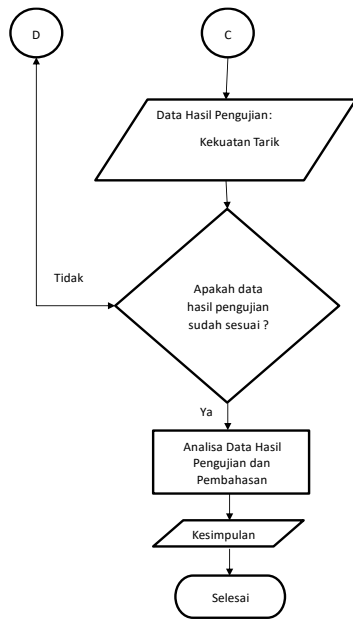 D
C
Data Hasil Pengujian:
Kekuatan Tarik
Tidak
Apakah data
hasil pengujian
sudah sesuai ?
Ya
Analisa Data Hasil
Pengujian dan
Pembahasan
Kesimpulan
Selesai